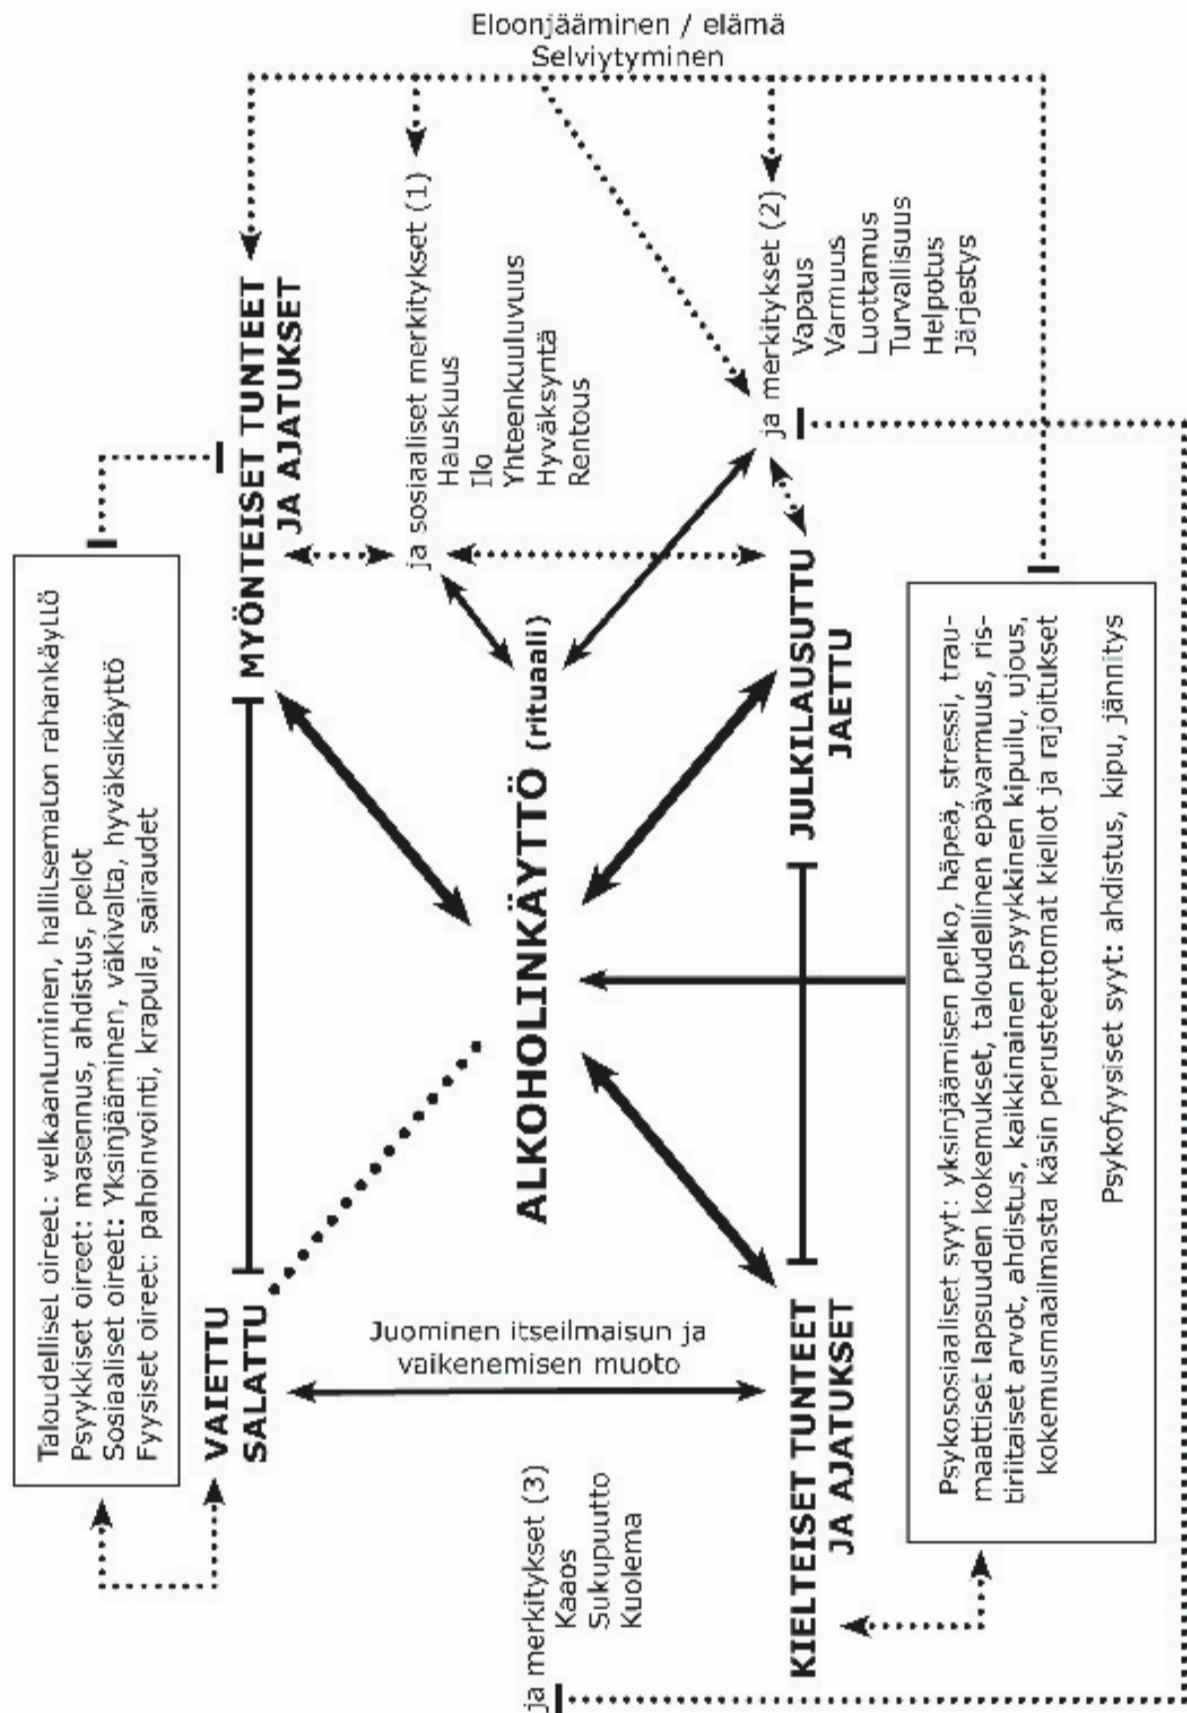 Eloonjääminen / elämä
Selviytyminen
Taloudelliset oireet: velkaantuminen, hallitsematon rahankäyttö
Psyykkiset oireet: masennus, ahdistus, pelot
Sosiaaliset oireet: Yksinjääminen, väkivalta, hyväksikäyttö
Fyysiset oireet: pahoinvointi, krapula, sairaudet
VAIETTU
SALATTU
MYÖNTEISET TUNTEET
JA AJATUKSET
ja sosiaaliset merkitykset (1)
Hauskuus
Ilo
Yhteenkuuluvuus
Hyväksyntä
Rentous
Juominen itseilmaisun ja
vaikenemisen muoto
ALKOHOLINKÄYTTÖ (rituaali)
ja merkitykset (3)
Kaaos
Sukupuutto
Kuolema
ja merkitykset (2)
Vapaus
Varmuus
Luottamus
Turvallisuus
Helpotus
Järjestys
KIELTEISET TUNTEET
JA AJATUKSET
JULKILAUSUTTU
JAETTU
Psykososiaaliset syyt: yksinjäämisen pelko, häpeä, stressi, trau-
maattiset lapsuuden kokemukset, taloudellinen epävarmuus, ris-
tiriitaiset arvot, ahdistus, kaikkinainen psyykkinen kipuilu, ujous,
kokemusmaailmasta käsin perusteettomat kiellot ja rajoitukset
Psykofyysiset syyt: ahdistus, kipu, jännitys